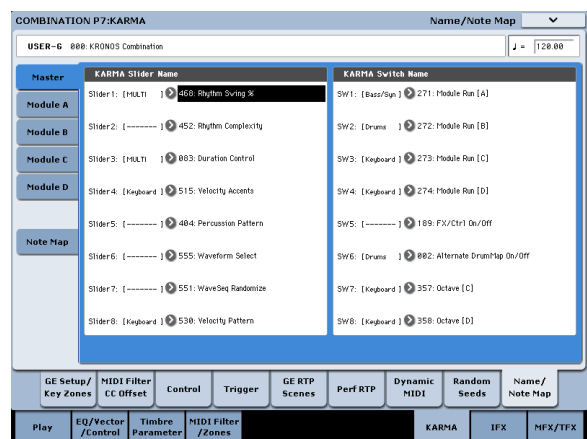 COMBINATION P7:KARMA
Name/Note Map
USER-G 000: KRONOS Combination
♩ = 120.00
Master
Module A
Module B
Module C
Module D
Note Map
KARMA Slider Name
Slider1: [MULTI ] 468: Rhythm Swing %
Slider2: [------- ] 452: Rhythm Complexity
Slider3: [MULTI ] 083: Duration Control
Slider4: [Keyboard ] 515: Velocity Accents
Slider5: [------- ] 404: Percussion Pattern
Slider6: [------- ] 555: Waveform Select
Slider7: [------- ] 551: WaveSeq Randomize
Slider8: [Keyboard ] 530: Velocity Pattern
KARMA Switch Name
SW1: [Bass/Syn ] 271: Module Run [A]
SW2: [Drums ] 272: Module Run [B]
SW3: [Keyboard ] 273: Module Run [C]
SW4: [Keyboard ] 274: Module Run [D]
SW5: [------- ] 189: FX/Ctrl On/Off
SW6: [Drums ] 002: Alternate DrumMap On/Off
SW7: [Keyboard ] 357: Octave [C]
SW8: [Keyboard ] 358: Octave [D]
GE Setup/
Key Zones
MIDI Filter
CC Offset
Control
Trigger
GE RTP
Scenes
Perf RTP
Dynamic
MIDI
Random
Seeds
Name/
Note Map
Play
EQ/Vector
/Control
Timbre
Parameter
MIDI Filter
/Zones
KARMA
IFX
MFX/TFX